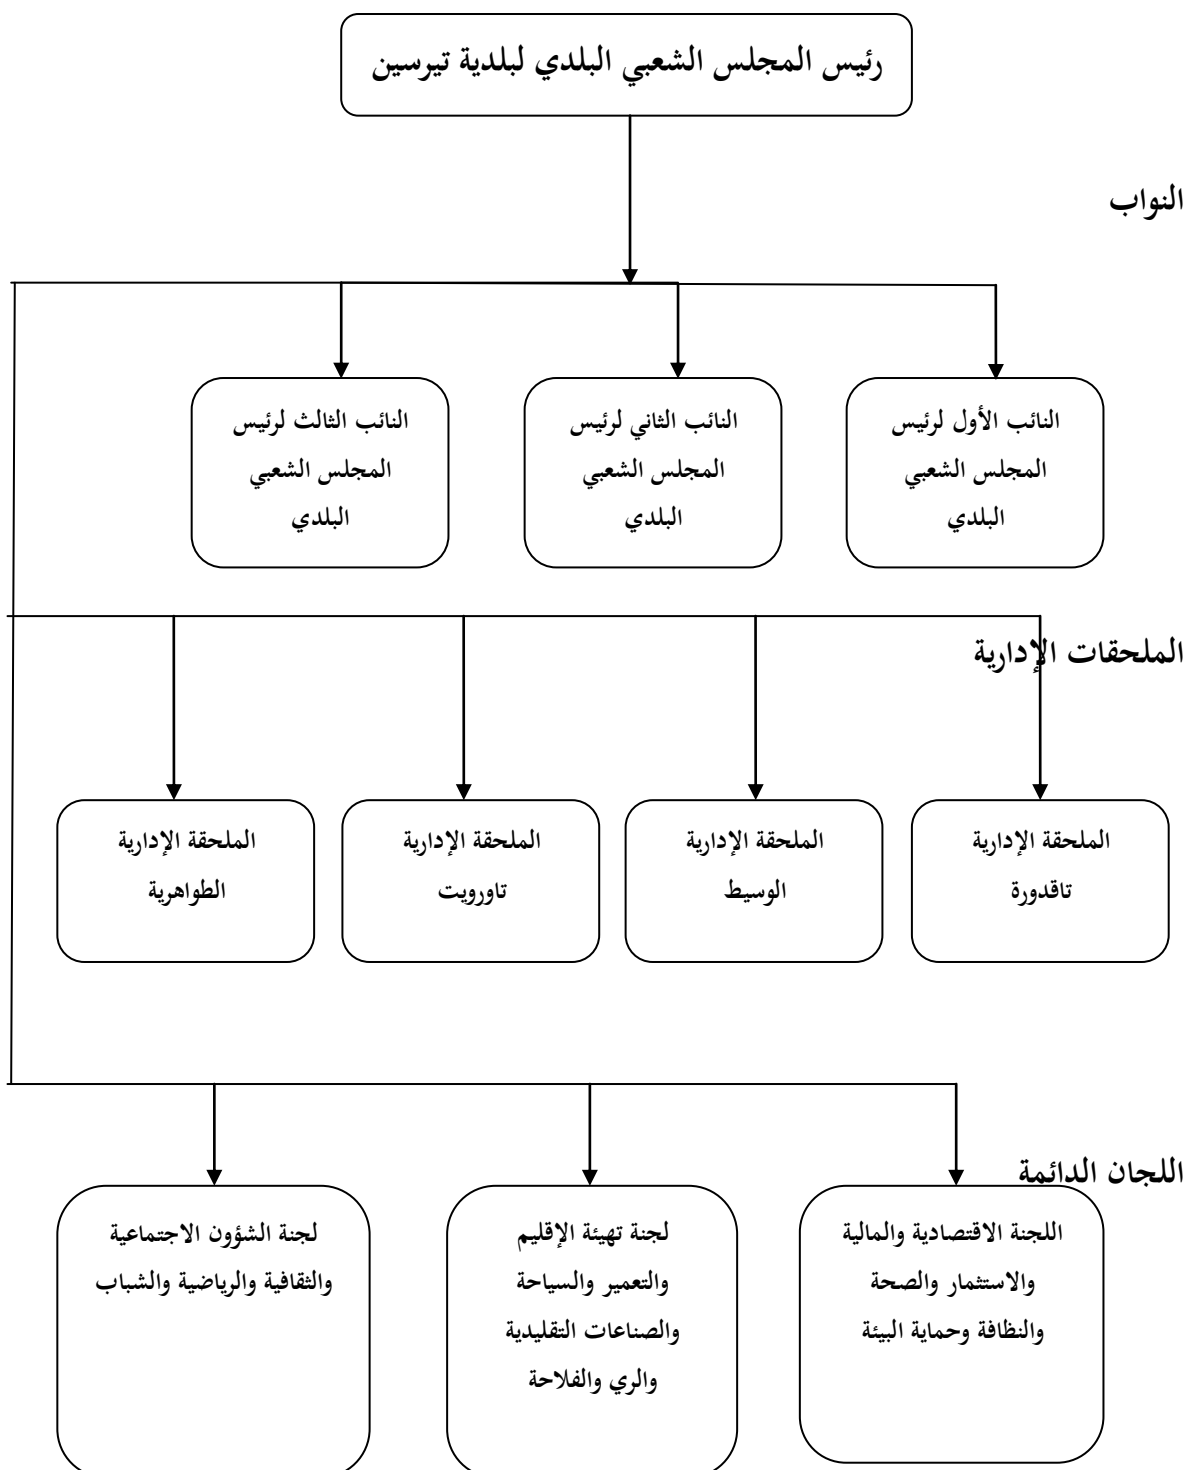 رئيس المجلس الشعبي البلدي لبلدية تيرسين
النواب
النائب الأول لرئيس
المجلس الشعبي
البلدي
النائب الثاني لرئيس
المجلس الشعبي
البلدي
النائب الثالث لرئيس
المجلس الشعبي
البلدي
الملحقات الإدارية
الملحقة الإدارية
تاقدورة
الملحقة الإدارية
الوسيط
الملحقة الإدارية
تاورويت
الملحقة الإدارية
الطواهرية
اللجان الدائمة
اللجنة الاقتصادية والمالية
والاستثمار والصحة
والنظافة وحماية البيئة
لجنة تهيئة الإقليم
والتعمير والسياحة
والصناعات التقليدية
والري والفلاحة
لجنة الشؤون الاجتماعية
والثقافية والرياضية والشباب